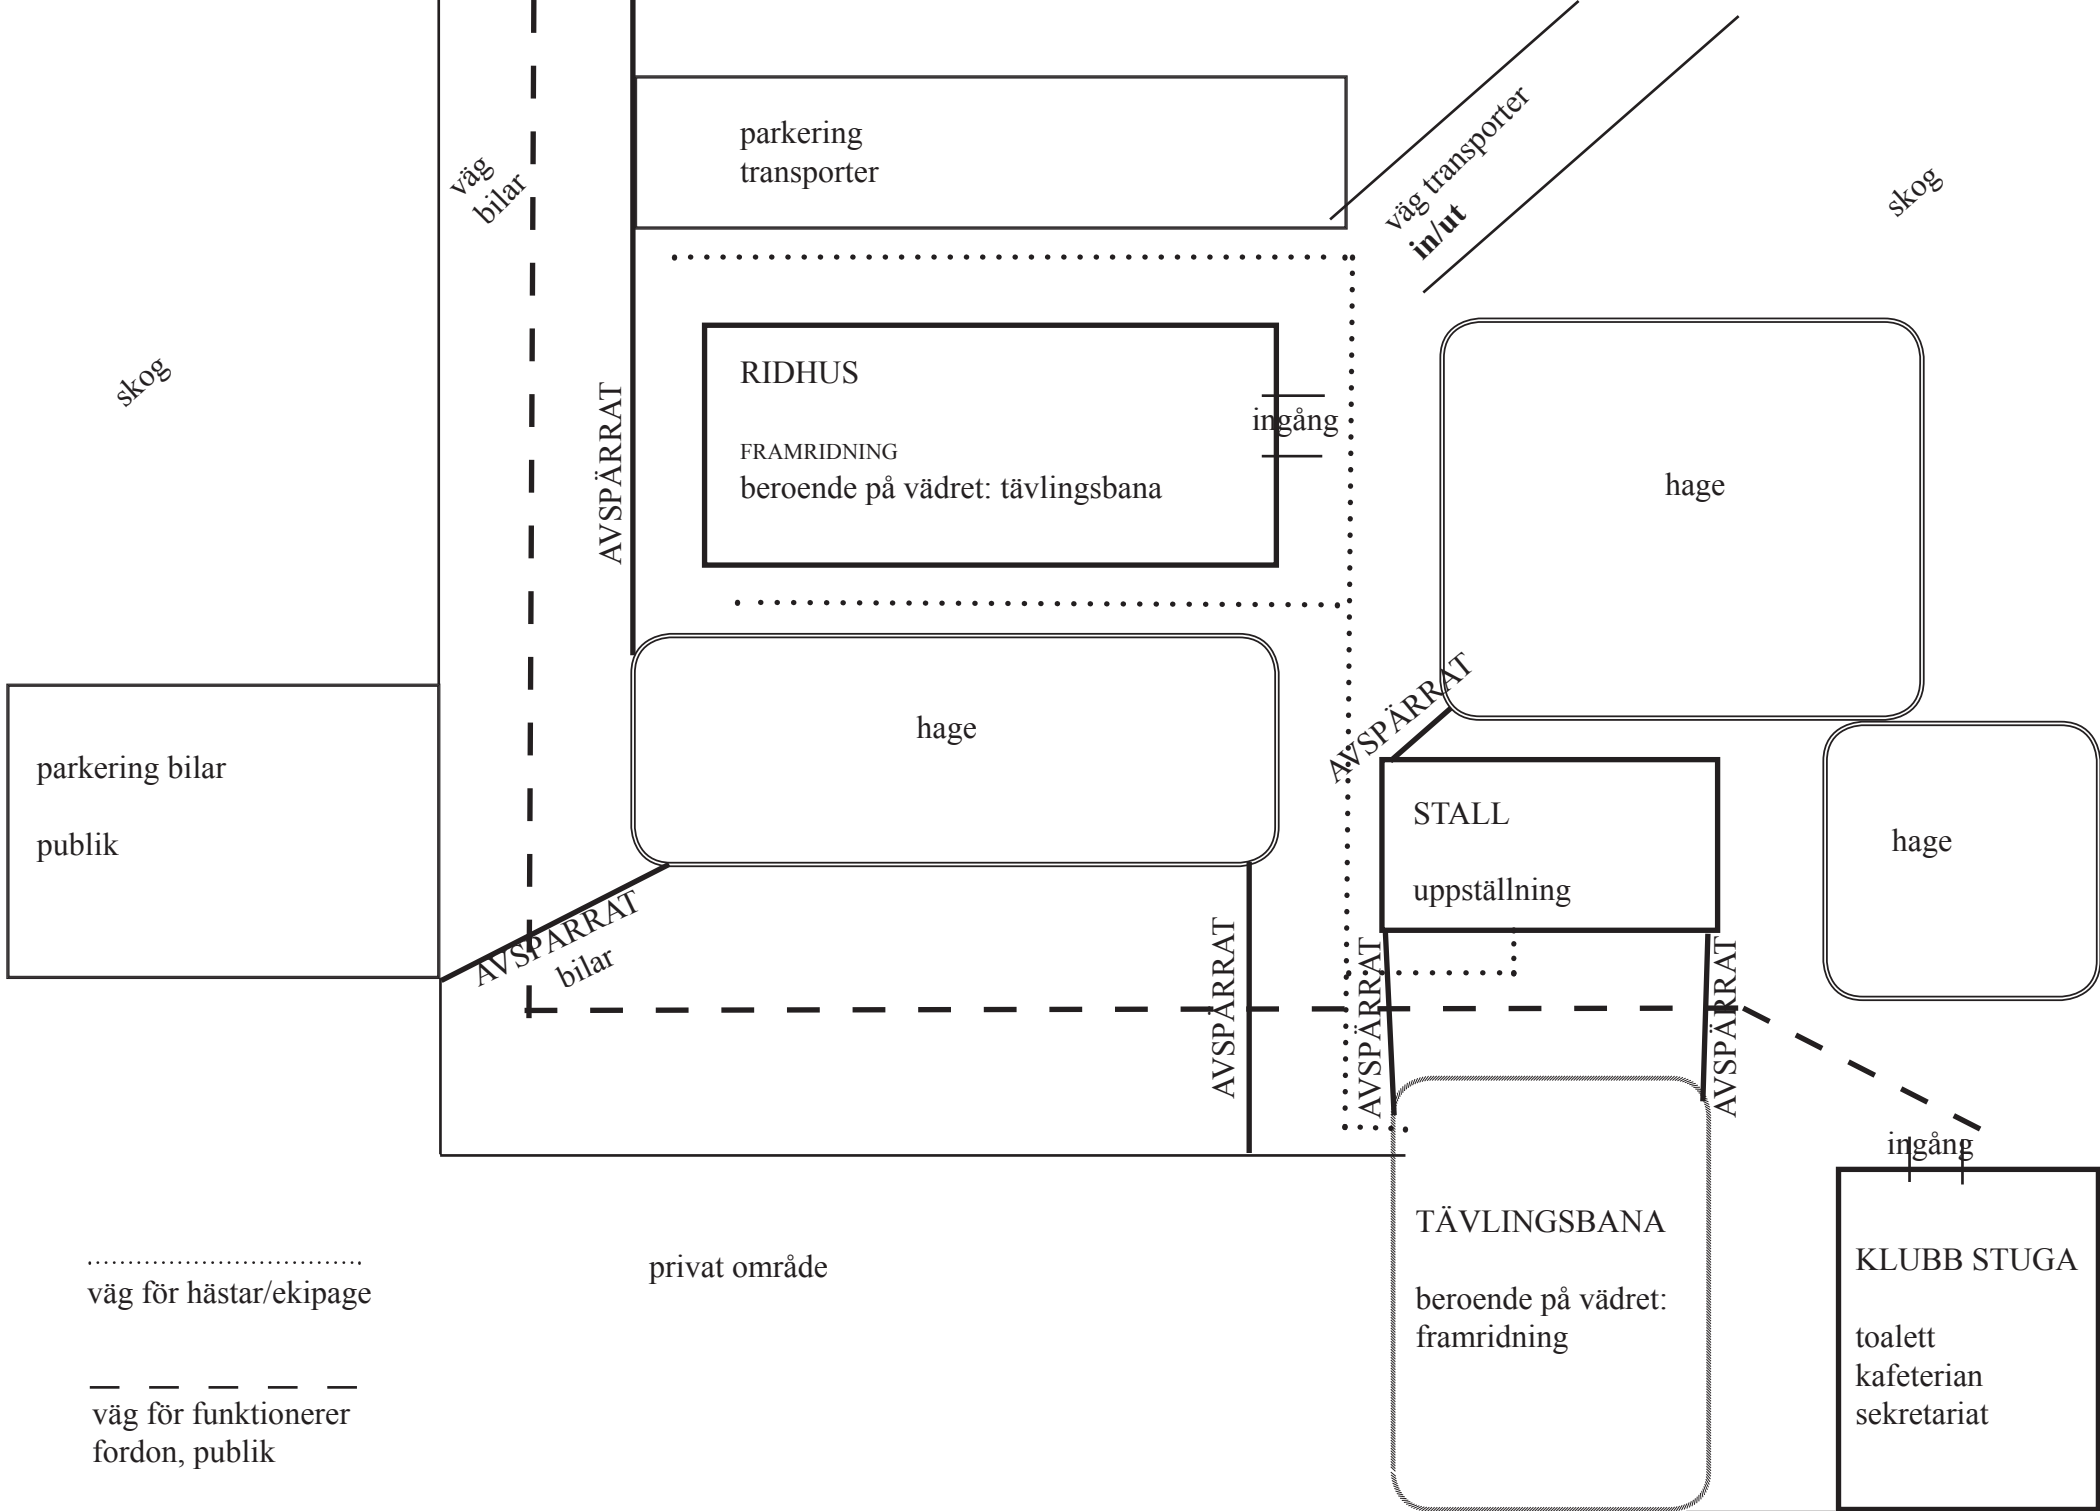 parkering
transporter
väg
bilar
väg transporter
in/ut
skog
skog
RIDHUS
ingång
FRAMRIDNING
beroende på vädret: tävlingsbana
AVSPÄRRAT
hage
hage
AVSPÄRRAT
parkering bilar
publik
STALL
uppställning
hage
AVSPÄRRAT
bilar
AVSPÄRRAT
AVSPÄRRAT
AVSPÄRRAT
ingång
TÄVLINGSBANA
beroende på vädret:
framridning
KLUBB STUGA
toalett
kafeterian
sekretariat
privat område
väg för hästar/ekipage
väg för funktionerer
fordon, publik